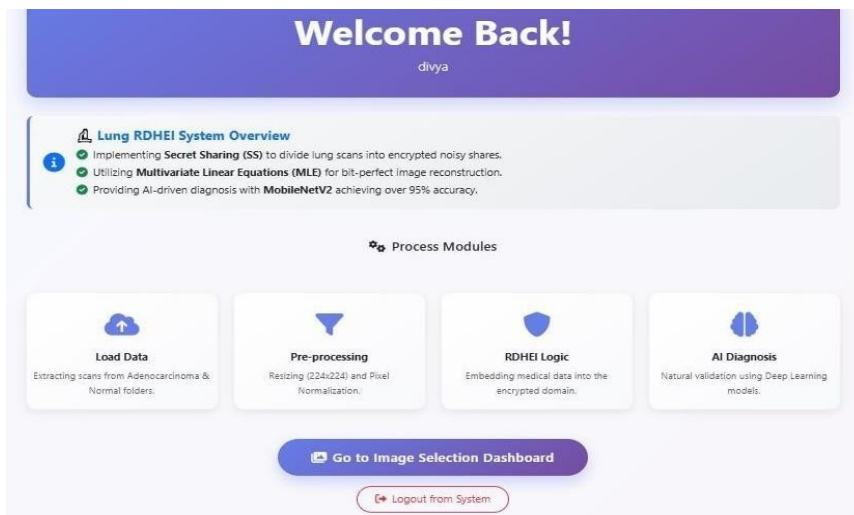 Welcome Back!
divya
Lung RDHEI System Overview
Implementing Secret Sharing (SS) to divide lung scans into encrypted noisy shares.
Utilizing Multivariate Linear Equations (MLE) for bit-perfect image reconstruction.
Providing AI-driven diagnosis with MobileNetV2 achieving over 95% accuracy.
Process Modules
Load Data
Extracting scans from Adenocarcinoma &
Normal folders.
Pre-processing
Resizing (224x224) and Pixel
Normalization.
RDHEI Logic
Embedding medical data into the
encrypted domain.
AI Diagnosis
Natural validation using Deep Learning
models.
Go to Image Selection Dashboard
Logout from System